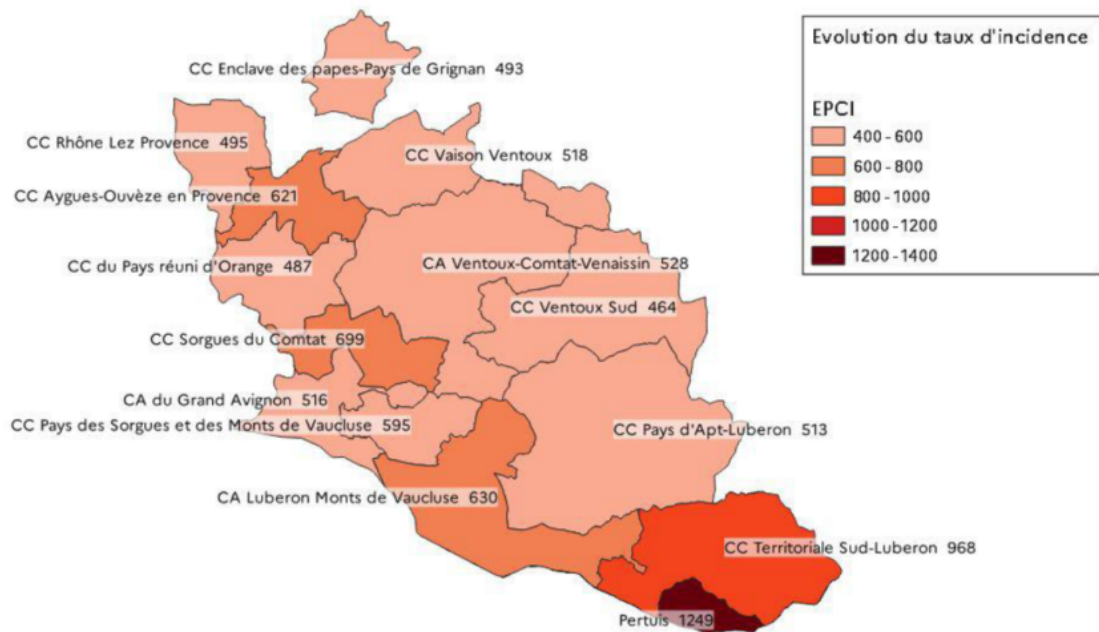 Evolution du taux d'incidence
EPCI
400 - 600
600 - 800
800 - 1000
1000 - 1200
1200 - 1400
CC Enclave des papes-Pays de Grignan 493
CC Rhône Lez Provence 495
CC Vaison Ventoux 518
CC Aygues-Ouvèze en Provence 621
CC du Pays réuni d'Orange 487
CA Ventoux-Comtat-Venaissin 528
CC Ventoux Sud 464
CC Sorgues du Comtat 699
CA du Grand Avignon 516
CC Pays des Sorgues et des Monts de Vaucluse 595
CC Pays d'Apt-Luberon 513
CA Luberon Monts de Vaucluse 630
CC Territoriale Sud-Luberon 968
Pertuis 1249